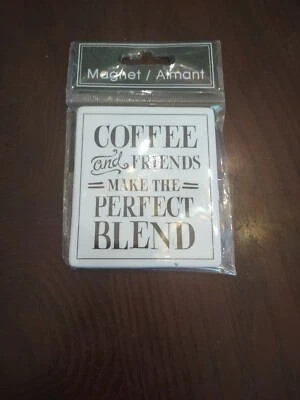 Magnet / Aimant
COFFEE
and FRIENDS
MAKE THE
PERFECT
BLEND